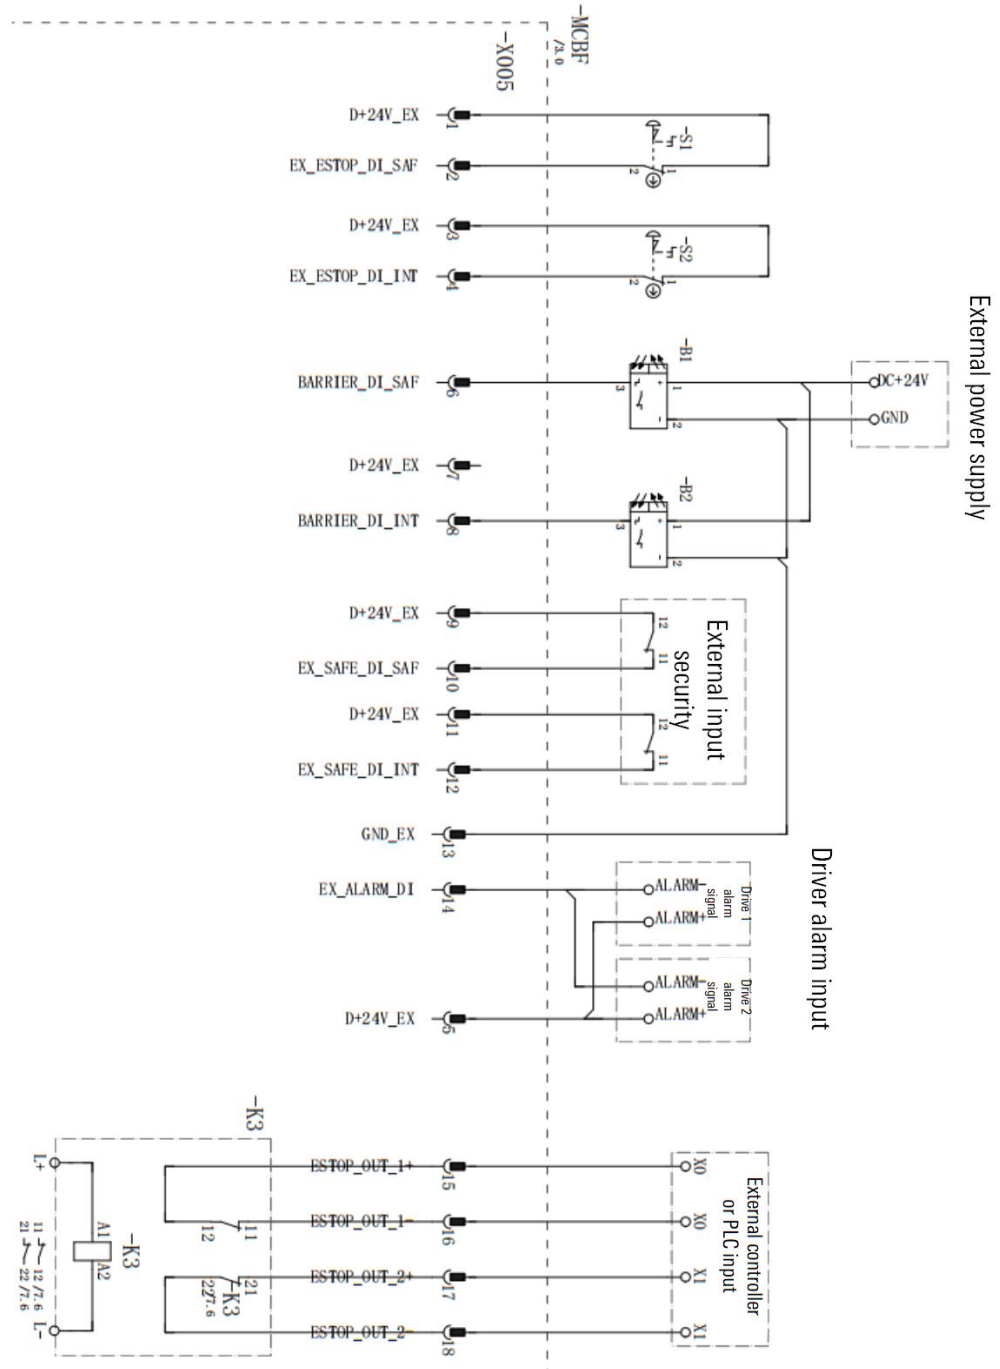 -MCBF
/3.0
-X005
D+24V_EX
1
-S1
1
2
EX_ESTOP_DI_SAF
2
D+24V_EX
3
-S2
1
2
EX_ESTOP_DI_INT
4
External power supply
DC+24V
GND
-B1
1
2
3
+
-
BARRIER_DI_SAF
6
D+24V_EX
7
-B2
1
2
3
+
-
BARRIER_DI_INT
8
D+24V_EX
9
External input
security
12
11
EX_SAFE_DI_SAF
10
D+24V_EX
11
12
11
EX_SAFE_DI_INT
12
GND_EX
13
Driver alarm input
EX_ALARM_DI
14
ALARM-
ALARM+
Drive 1
alarm
signal
ALARM-
ALARM+
Drive 2
alarm
signal
D+24V_EX
5
-K3
ESTOP_OUT_1+
15
X0
ESTOP_OUT_1-
16
X0
ESTOP_OUT_2+
17
X1
ESTOP_OUT_2-
18
X1
External controller
or PLC input
11
12
21
22
-K3
/7.6
L+
A1
A2
-K3
L-
11 12 /7.6
21 22 /7.6